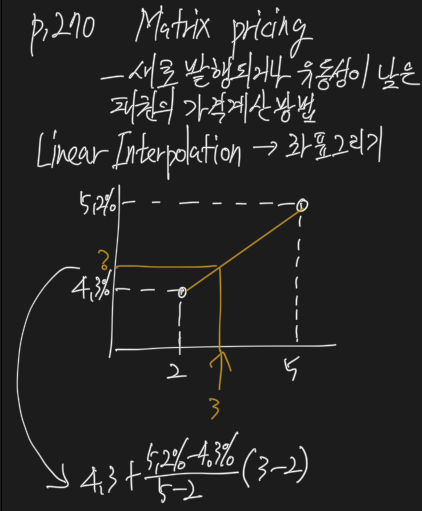 p.270 Matrix pricing
- 새로 발행되거나 유동성이 낮은
채권의 가격계산 방법
Linear Interpolation → 좌표그리기
5.2%
?
4.3%
2
5
3
4.3 + (5.2% - 4.3%)/(5-2) (3-2)